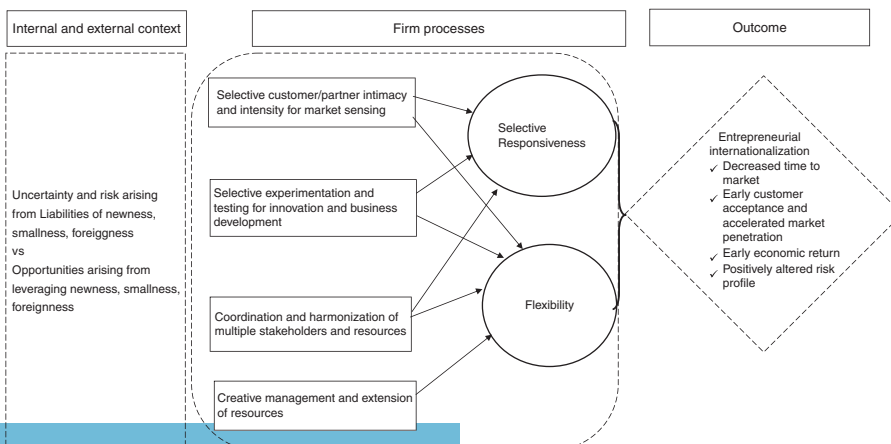 Internal and external context
Firm processes
Outcome
Uncertainty and risk arising
from Liabilities of newness,
smallness, foreiggness
vs
Opportunities arising from
leveraging newness, smallness,
foreignness
Selective customer/partner intimacy
and intensity for market sensing
Selective experimentation and
testing for innovation and business
development
Coordination and harmonization of
multiple stakeholders and resources
Creative management and extension
of resources
Selective
Responsiveness
Flexibility
Entrepreneurial
internationalization
✓ Decreased time to
market
✓ Early customer
acceptance and
accelerated market
penetration
✓ Early economic return
✓ Positively altered risk
profile